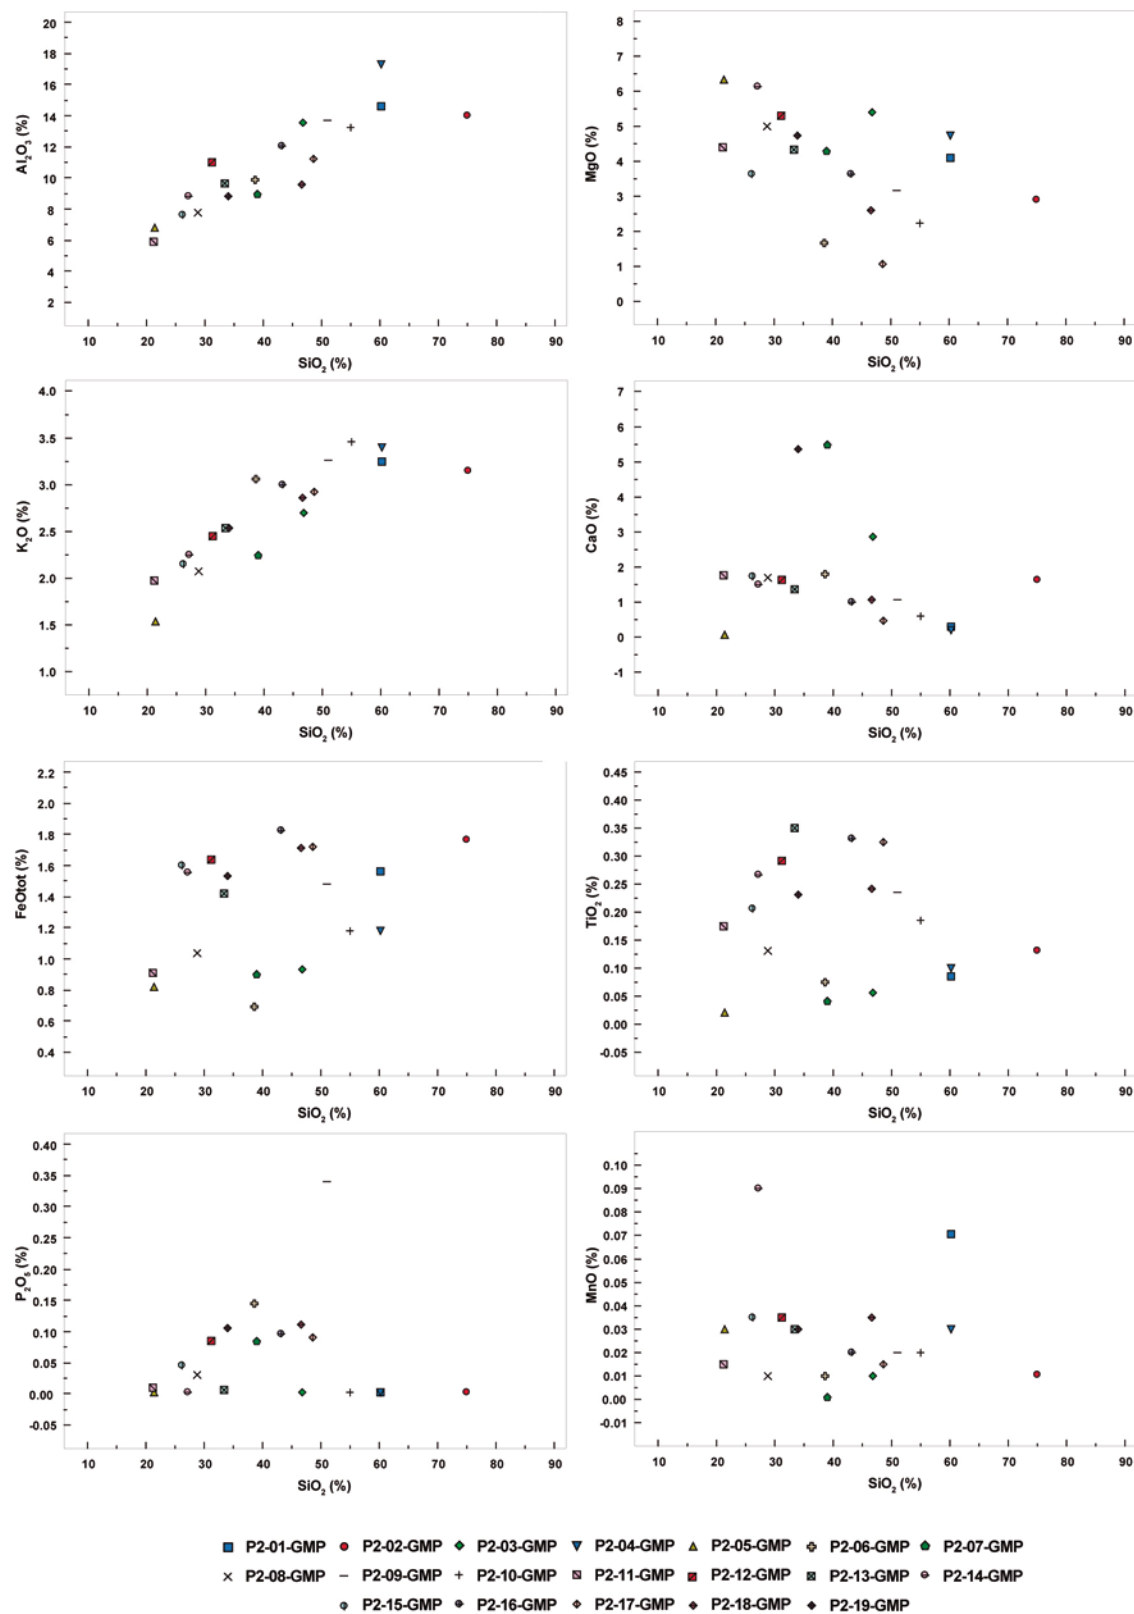 Al₂O₃ (%)
20
18
16
14
12
10
8
6
4
2
10 20 30 40 50 60 70 80 90
SiO₂ (%)
MgO (%)
8
7
6
5
4
3
2
1
0
10 20 30 40 50 60 70 80 90
SiO₂ (%)
K₂O (%)
4.0
3.5
3.0
2.5
2.0
1.5
1.0
10 20 30 40 50 60 70 80 90
SiO₂ (%)
CaO (%)
7
6
5
4
3
2
1
0
-1
10 20 30 40 50 60 70 80 90
SiO₂ (%)
FeOtot (%)
2.2
2.0
1.8
1.6
1.4
1.2
1.0
0.8
0.6
0.4
10 20 30 40 50 60 70 80 90
SiO₂ (%)
TiO₂ (%)
0.45
0.40
0.35
0.30
0.25
0.20
0.15
0.10
0.05
0.00
-0.05
10 20 30 40 50 60 70 80 90
SiO₂ (%)
P₂O₅ (%)
0.40
0.35
0.30
0.25
0.20
0.15
0.10
0.05
0.00
-0.05
10 20 30 40 50 60 70 80 90
SiO₂ (%)
MnO (%)
0.10
0.09
0.08
0.07
0.06
0.05
0.04
0.03
0.02
0.01
-0.01
10 20 30 40 50 60 70 80 90
SiO₂ (%)
P2-01-GMP P2-02-GMP P2-03-GMP P2-04-GMP P2-05-GMP P2-06-GMP P2-07-GMP
P2-08-GMP P2-09-GMP P2-10-GMP P2-11-GMP P2-12-GMP P2-13-GMP P2-14-GMP
P2-15-GMP P2-16-GMP P2-17-GMP P2-18-GMP P2-19-GMP